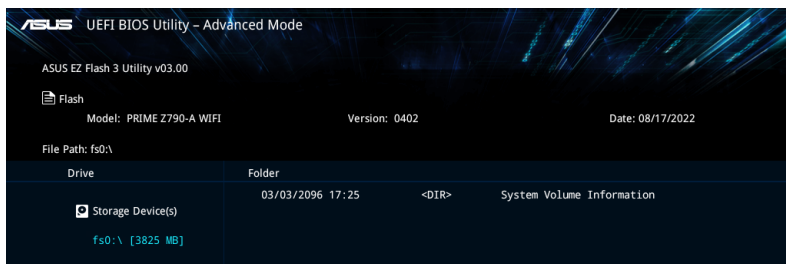 ASUS UEFI BIOS Utility – Advanced Mode
ASUS EZ Flash 3 Utility v03.00
Flash
Model: PRIME Z790-A WIFI Version: 0402 Date: 08/17/2022
File Path: fs0:\
Drive Folder
03/03/2096 17:25 <DIR> System Volume Information
Storage Device(s)
fs0:\ [3825 MB]